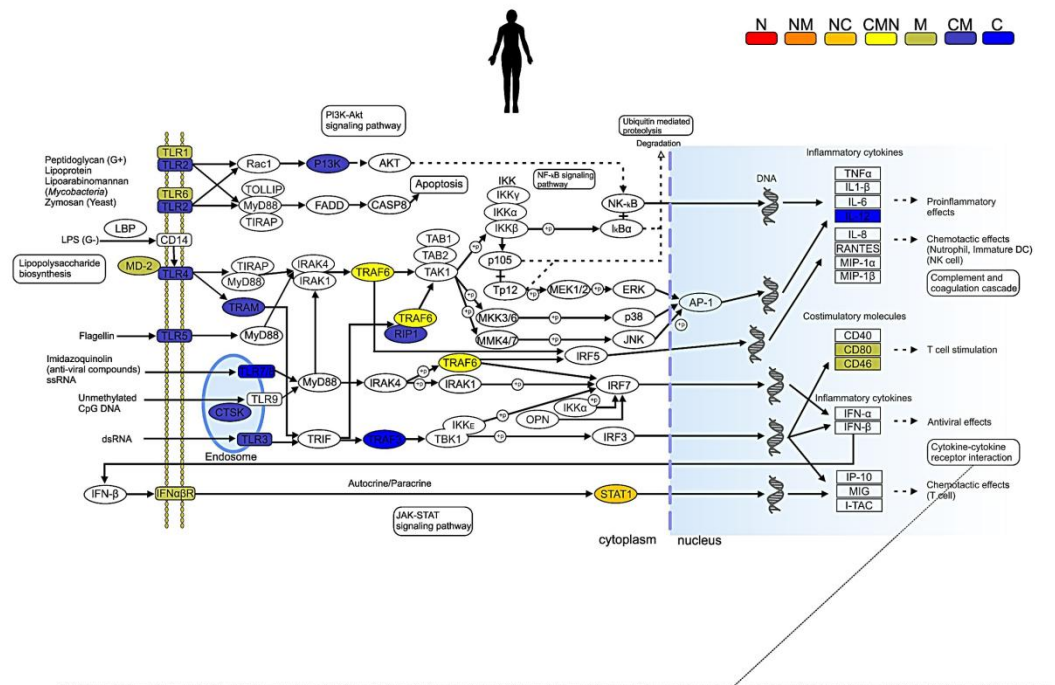 N NM NC CMN M CM C
PI3K-Akt
signaling pathway
Ubiquitin mediated
proteolysis
Degradation
Peptidoglycan (G+)
Lipoprotein
Lipoarabinomannan
(Mycobacteria)
Zymosan (Yeast)
TLR1
TLR2
TLR6
TLR2
Rac1
P13K
AKT
TOLLIP
MyD88
TIRAP
FADD
CASP8
Apoptosis
IKK
IKKγ
IKKα
IKKβ
NF-κB signaling
pathway
+p
NK-κB
IκBα
DNA
Inflammatory cytokines
TNFα
IL1-β
IL-6
IL-12
IL-8
RANTES
MIP-1α
MIP-1β
Proinflammatory
effects
Chemotactic effects
(Nutrophil, Immature DC)
(NK cell)
Complement and
coagulation cascade
LBP
LPS (G-)
CD14
Lipopolysaccharide
biosynthesis
MD-2
TLR4
TIRAP
MyD88
IRAK4
IRAK1
TRAF6
TAB1
TAB2
TAK1
+p
p105
+p
Tp12
+p
MEK1/2
+p
ERK
AP-1
TRAM
TRAF6
RIP1
+p
MKK3/6
+p
p38
+p
MMK4/7
+p
JNK
+p
Flagellin
TLR5
MyD88
IRF5
Costimulatory molecules
CD40
CD80
CD46
T cell stimulation
Imidazoquinolin
(anti-viral compounds)
ssRNA
Unmethylated
CpG DNA
CTSK
TLR9
MyD88
IRAK4
+p
TRAF6
+p
+p
IRAK1
+p
IRF7
+p
IKKα
OPN
+p
IKKε
TBK1
+p
IRF3
Inflammatory cytokines
IFN-α
IFN-β
Antiviral effects
dsRNA
TLR3
Endosome
TRIF
Cytokine-cytokine
receptor interaction
IFN-β
IFNαβR
Autocrine/Paracrine
STAT1
IP-10
MIG
I-TAC
Chemotactic effects
(T cell)
JAK-STAT
signaling pathway
cytoplasm nucleus